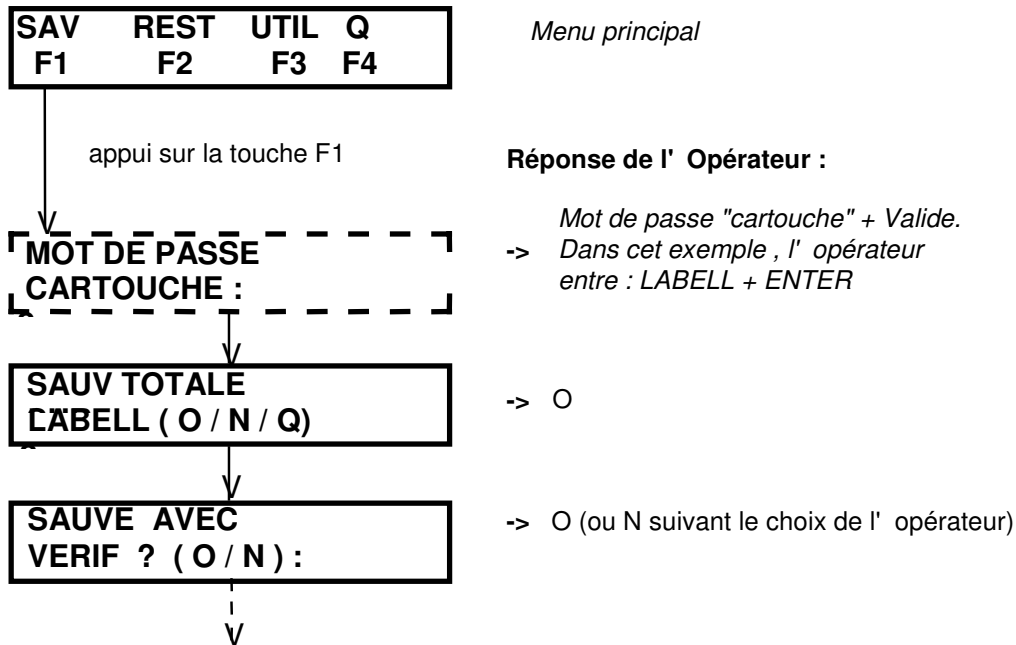 SAV REST UTIL Q
F1 F2 F3 F4
Menu principal
appui sur la touche F1
Réponse de l' Opérateur :
MOT DE PASSE
CARTOUCHE :
Mot de passe "cartouche" + Valide.
-> Dans cet exemple , l' opérateur
entre : LABELL + ENTER
SAUV TOTALE
LABELL ( O / N / Q)
-> O
SAUVE AVEC
VERIF ? ( O / N ) :
-> O (ou N suivant le choix de l' opérateur)